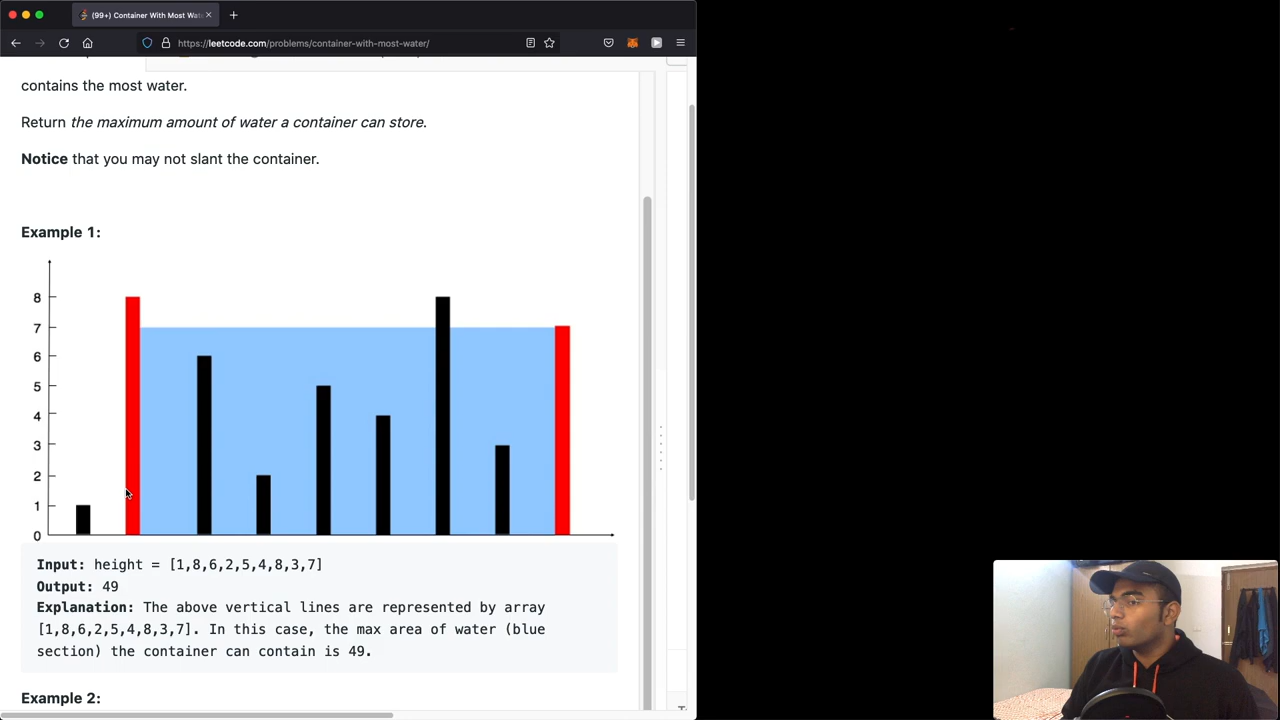 (99+) Container With Most Wat
https://leetcode.com/problems/container-with-most-water/
contains the most water.
Return the maximum amount of water a container can store.
Notice that you may not slant the container.
Example 1:
8
7
6
5
4
3
2
1
0
Input: height = [1,8,6,2,5,4,8,3,7]
Output: 49
Explanation: The above vertical lines are represented by array
[1,8,6,2,5,4,8,3,7]. In this case, the max area of water (blue
section) the container can contain is 49.
Example 2: